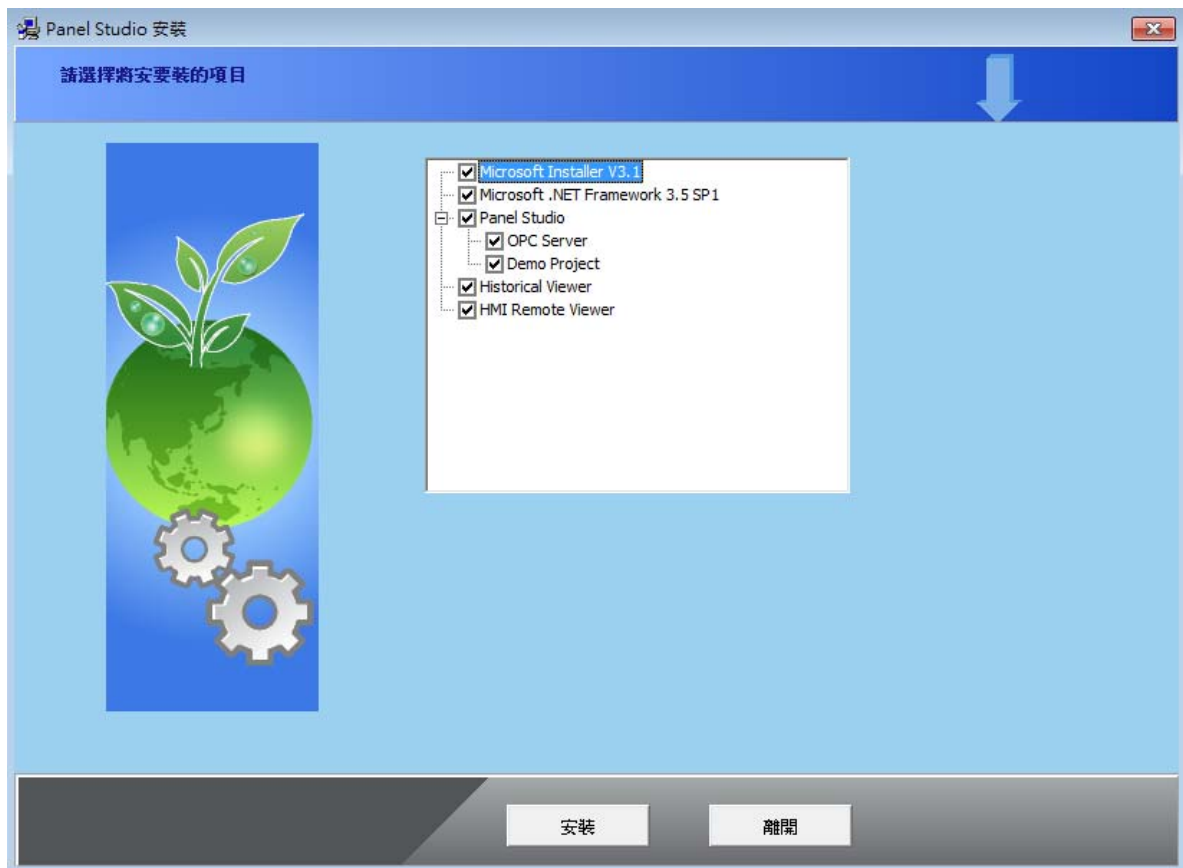 Panel Studio 安裝
請選擇將安要裝的項目
Microsoft Installer V3.1
Microsoft .NET Framework 3.5 SP1
Panel Studio
OPC Server
Demo Project
Historical Viewer
HMI Remote Viewer
安裝
離開